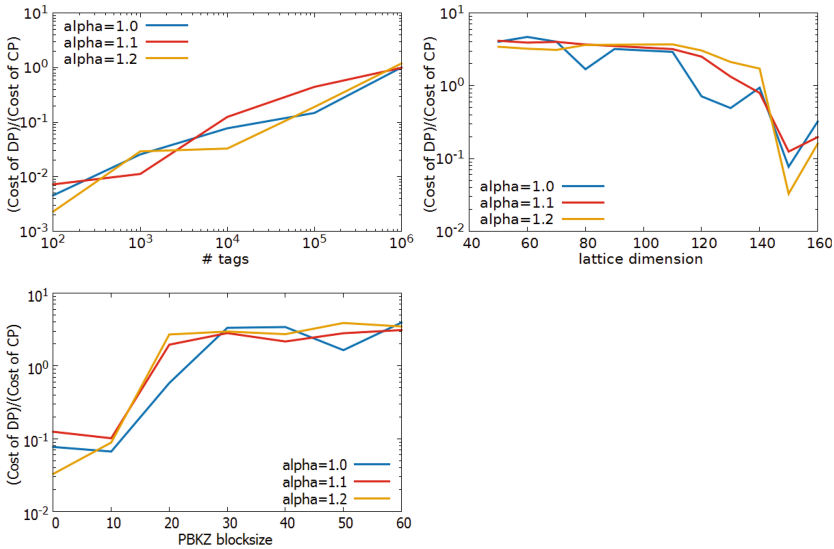 (Cost of DP)/(Cost of CP)
10^1
10^0
10^-1
10^-2
10^-3
alpha=1.0
alpha=1.1
alpha=1.2
10^2 10^3 10^4 10^5 10^6
# tags
(Cost of DP)/(Cost of CP)
10^1
10^0
10^-1
10^-2
alpha=1.0
alpha=1.1
alpha=1.2
40 60 80 100 120 140 160
lattice dimension
(Cost of DP)/(Cost of CP)
10^1
10^0
10^-1
10^-2
alpha=1.0
alpha=1.1
alpha=1.2
0 10 20 30 40 50 60
PBKZ blocksize